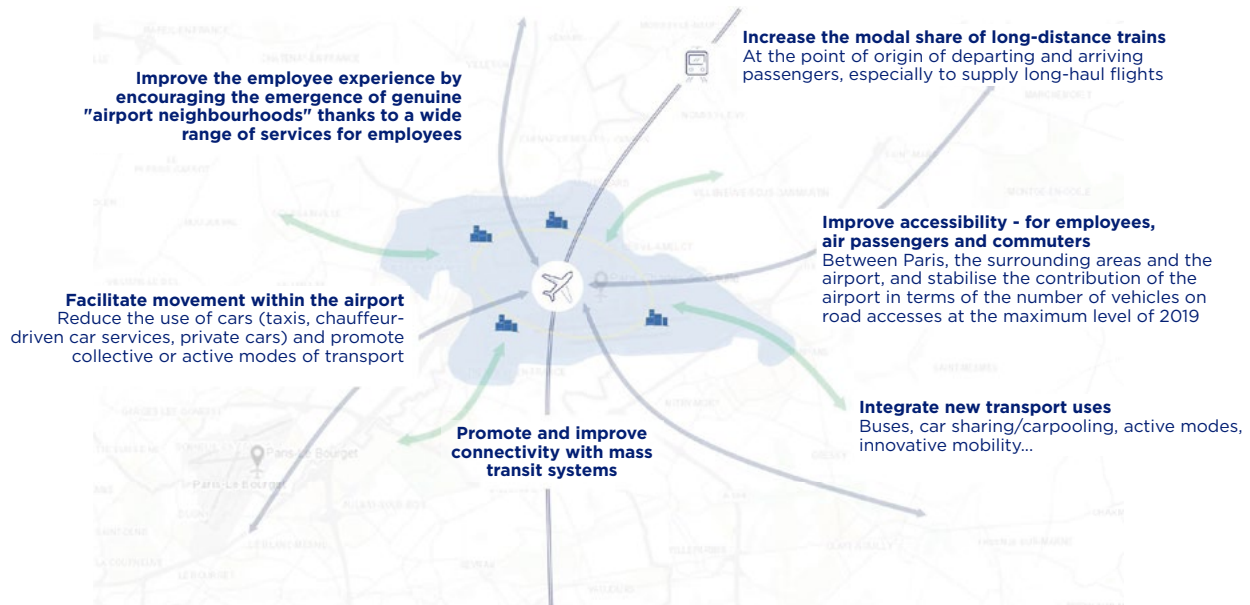 Increase the modal share of long-distance trains
At the point of origin of departing and arriving
passengers, especially to supply long-haul flights
Improve the employee experience by
encouraging the emergence of genuine
"airport neighbourhoods" thanks to a wide
range of services for employees
Improve accessibility - for employees,
air passengers and commuters
Between Paris, the surrounding areas and the
airport, and stabilise the contribution of the
airport in terms of the number of vehicles on
road accesses at the maximum level of 2019
Facilitate movement within the airport
Reduce the use of cars (taxis, chauffeur-
driven car services, private cars) and promote
collective or active modes of transport
Integrate new transport uses
Buses, car sharing/carpooling, active modes,
innovative mobility...
Promote and improve
connectivity with mass
transit systems
Paris-Le Bourget
Paris-Le Bourget